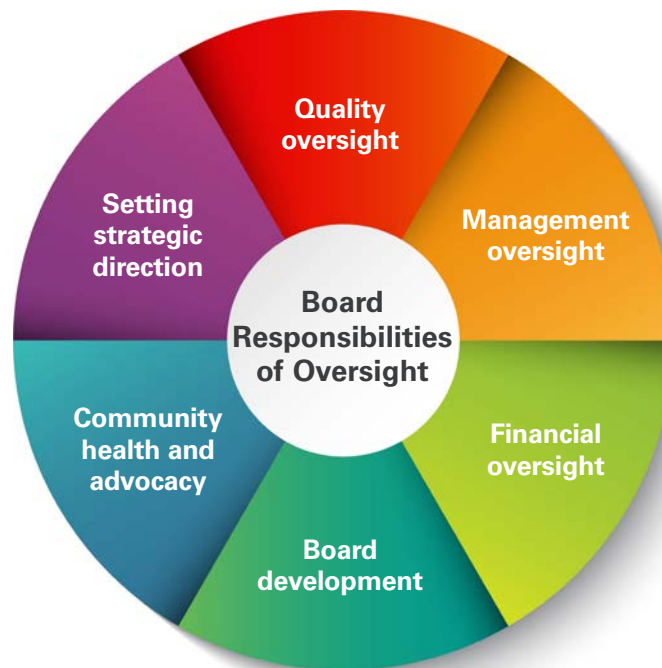 Quality
oversight
Management
oversight
Financial
oversight
Board
development
Community
health and
advocacy
Setting
strategic
direction
Board
Responsibilities
of Oversight